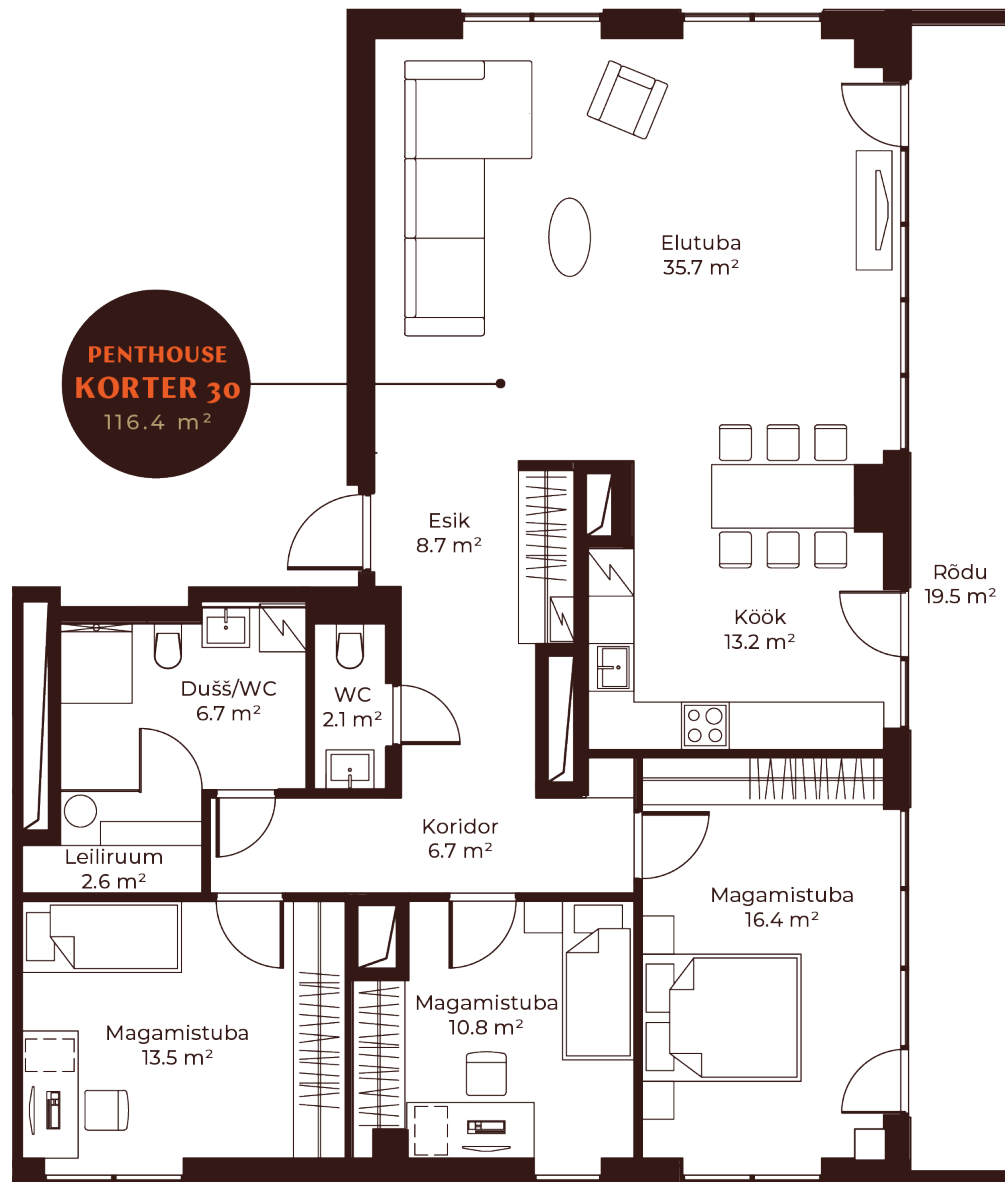 Elutuba
35.7 m²
PENTHOUSE
KORTER 30
116.4 m²
Esik
8.7 m²
Rõdu
19.5 m²
Köök
13.2 m²
Dušš/WC
6.7 m²
WC
2.1 m²
Koridor
6.7 m²
Leiliruum
2.6 m²
Magamistuba
16.4 m²
Magamistuba
10.8 m²
Magamistuba
13.5 m²